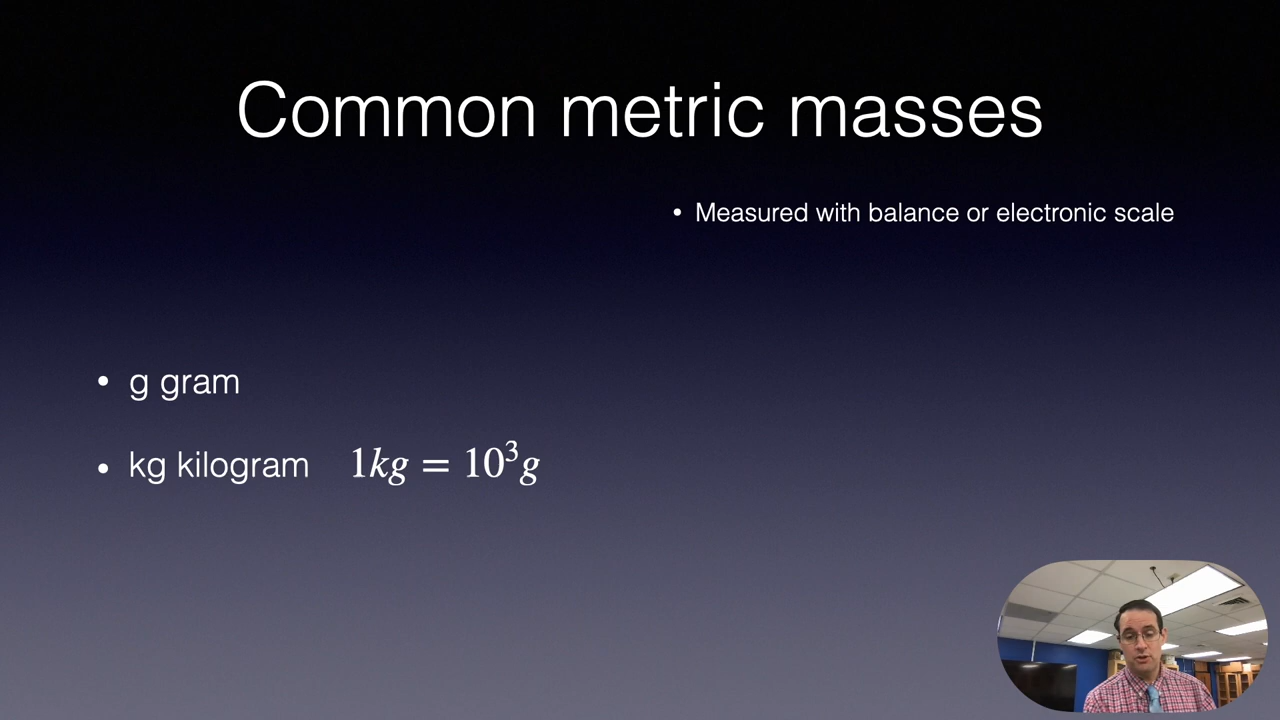 Common metric masses
• Measured with balance or electronic scale
• g gram
• kg kilogram 1kg = 10³g